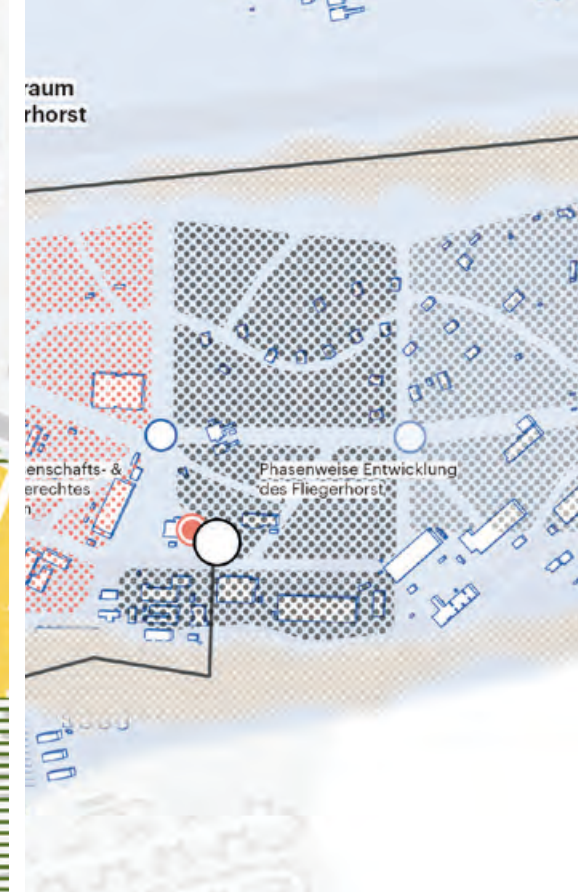 raum
rhorst
enschafts- &
erechtes
n
Phasenweise Entwicklung
des Fliegerhorst